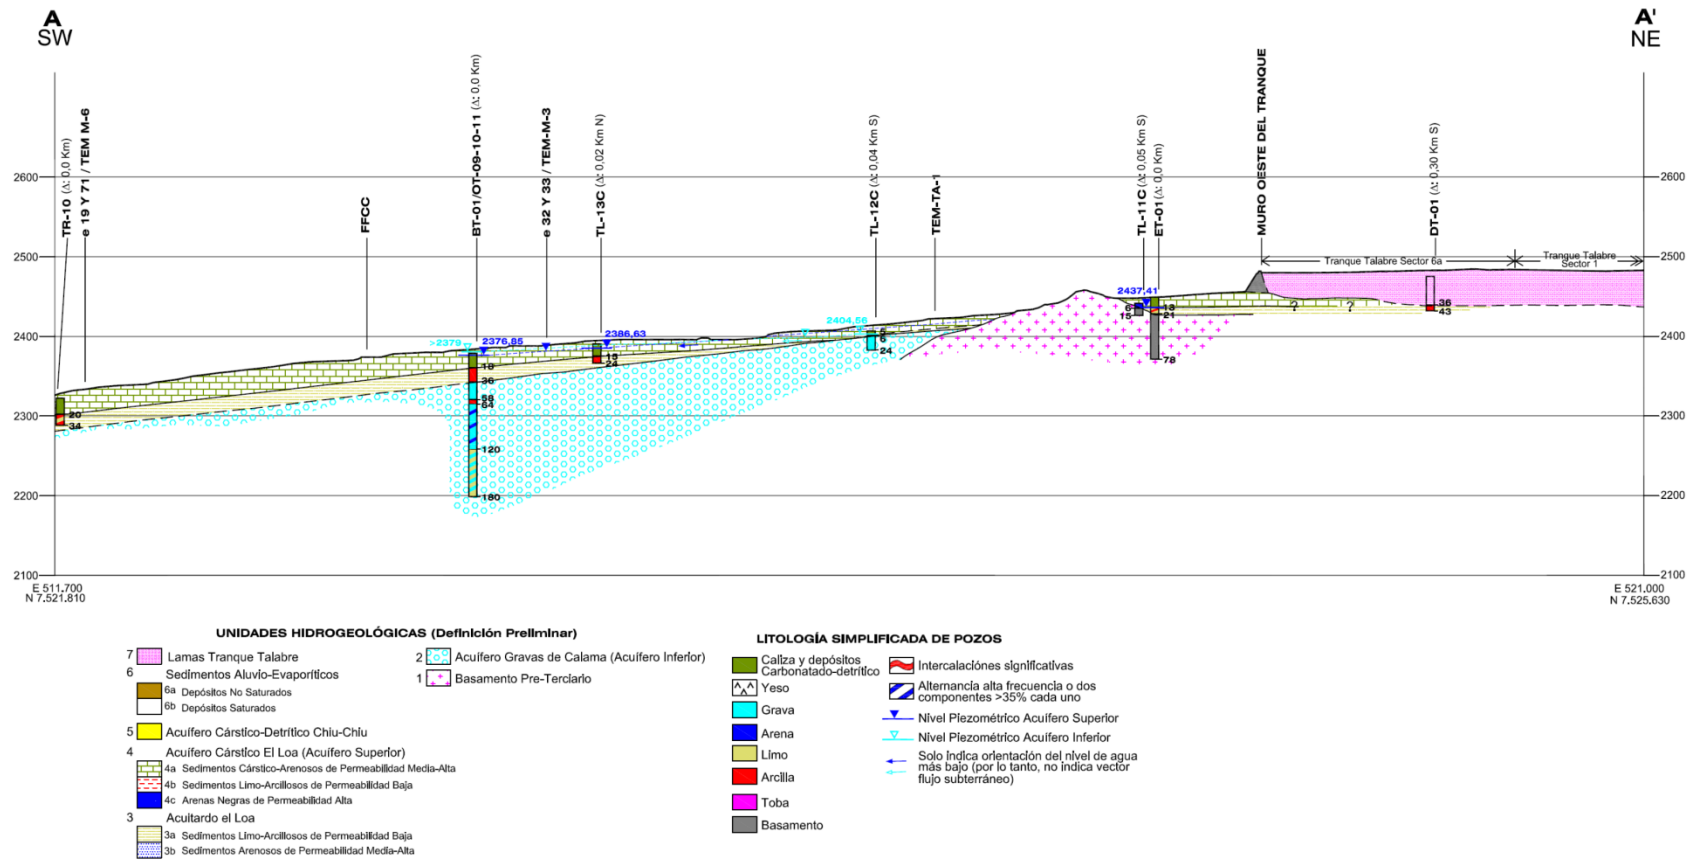 A
SW
A'
NE
TR-10 (Δ: 0,0 Km)
e 19 Y 71 / TEM M-6
FFCC
BT-01/OT-09-10-11 (Δ: 0,0 Km)
e 32 Y 33 / TEM-M-3
TL-13C (Δ: 0,02 Km N)
TL-12C (Δ: 0,04 Km S)
TEM-TA-1
TL-11C (Δ: 0,05 Km S)
ET-01 (Δ: 0,0 Km)
MURO OESTE DEL TRANQUE
DT-01 (Δ: 0,30 Km S)
2600
2600
2500
2500
Tranque Talabre Sector 6a
Tranque Talabre
Sector 1
2400
2400
2300
2300
2200
2200
2100
2100
>2379
2376,85
2386,63
2404,56
2437,41
20
34
18
36
58
64
120
180
15
24
5
6
24
6
15
13
21
78
36
43
?
?
E 511.700
N 7.521.810
E 521.000
N 7.525.630
UNIDADES HIDROGEOLÓGICAS (Definición Preliminar)
7 Lamas Tranque Talabre
6 Sedimentos Aluvio-Evaporíticos
6a Depósitos No Saturados
6b Depósitos Saturados
5 Acuífero Cárstico-Detrítico Chiu-Chiu
4 Acuífero Cárstico El Loa (Acuífero Superior)
4a Sedimentos Cárstico-Arenosos de Permeabilidad Media-Alta
4b Sedimentos Limo-Arcillosos de Permeabilidad Baja
4c Arenas Negras de Permeabilidad Alta
3 Acuitardo el Loa
3a Sedimentos Limo-Arcillosos de Permeabilidad Baja
3b Sedimentos Arenosos de Permeabilidad Media-Alta
2 Acuífero Gravas de Calama (Acuífero Inferior)
1 Basamento Pre-Terciario
LITOLOGÍA SIMPLIFICADA DE POZOS
Caliza y depósitos
Carbonatado-detrítico
Yeso
Grava
Arena
Limo
Arcilla
Toba
Basamento
Intercalaciónes significativas
Alternancia alta frecuencia o dos
componentes >35% cada uno
Nivel Piezométrico Acuífero Superior
Nivel Piezométrico Acuífero Inferior
Solo indica orientación del nivel de agua
más bajo (por lo tanto, no indica vector
flujo subterráneo)